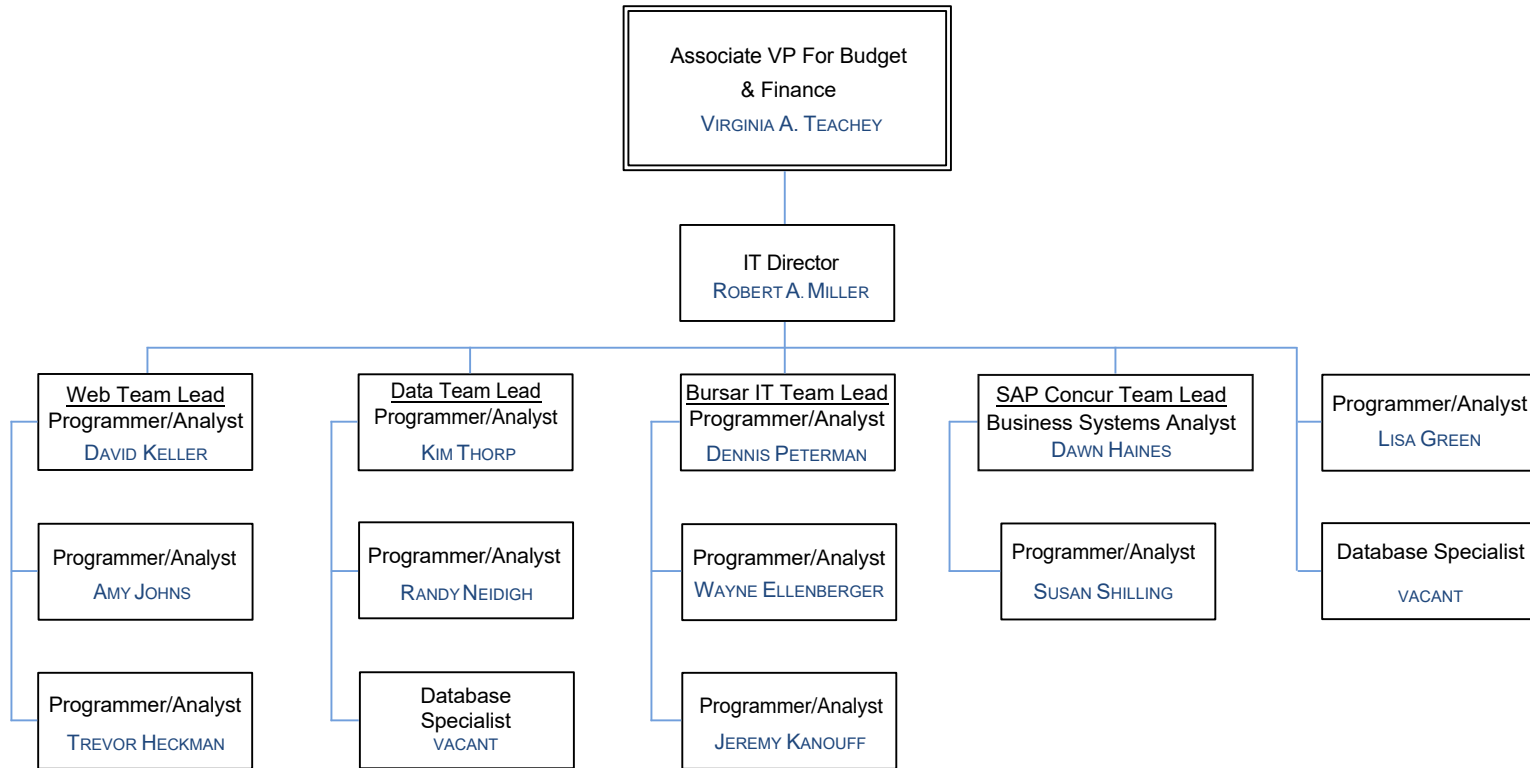 Associate VP For Budget
& Finance
VIRGINIA A. TEACHEY
IT Director
ROBERT A. MILLER
Web Team Lead
Programmer/Analyst
DAVID KELLER
Data Team Lead
Programmer/Analyst
KIM THORP
Bursar IT Team Lead
Programmer/Analyst
DENNIS PETERMAN
SAP Concur Team Lead
Business Systems Analyst
DAWN HAINES
Programmer/Analyst
LISA GREEN
Programmer/Analyst
AMY JOHNS
Programmer/Analyst
RANDY NEIDIGH
Programmer/Analyst
WAYNE ELLENBERGER
Programmer/Analyst
SUSAN SHILLING
Database Specialist
VACANT
Programmer/Analyst
TREVOR HECKMAN
Database
Specialist
VACANT
Programmer/Analyst
JEREMY KANOUFF